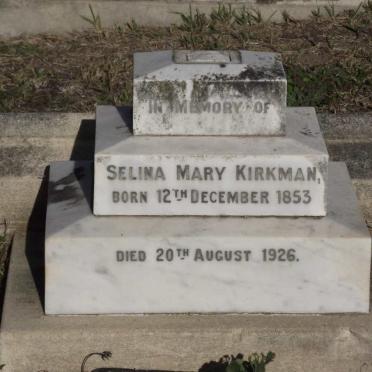 IN MEMORY OF
SELINA MARY KIRKMAN,
BORN 12TH DECEMBER 1853
DIED 20TH AUGUST 1926.